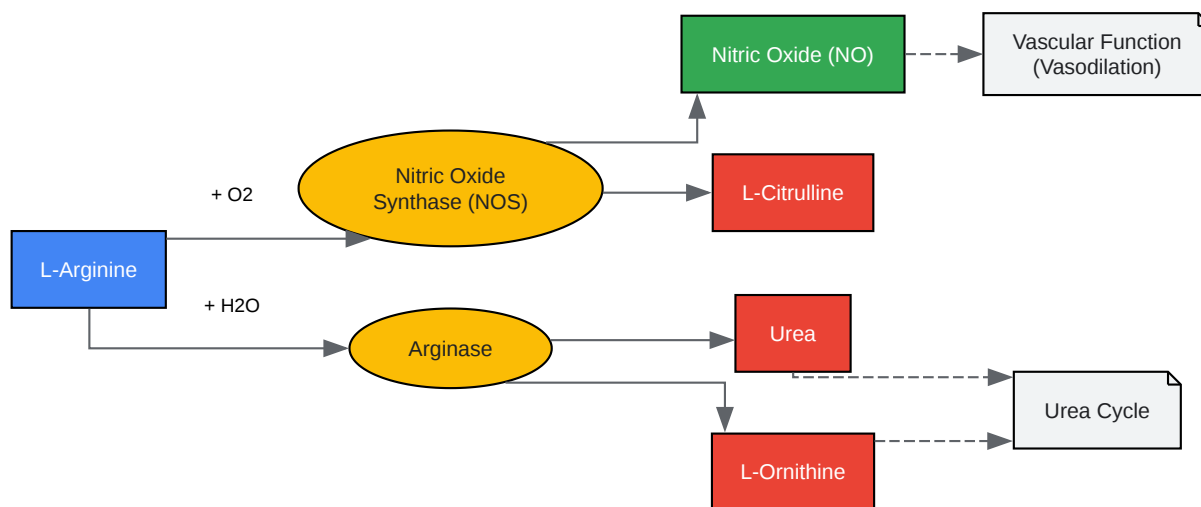 Nitric Oxide (NO)
Vascular Function
(Vasodilation)
+ O2
Nitric Oxide
Synthase (NOS)
L-Citrulline
L-Arginine
+ H2O
Arginase
Urea
Urea Cycle
L-Ornithine